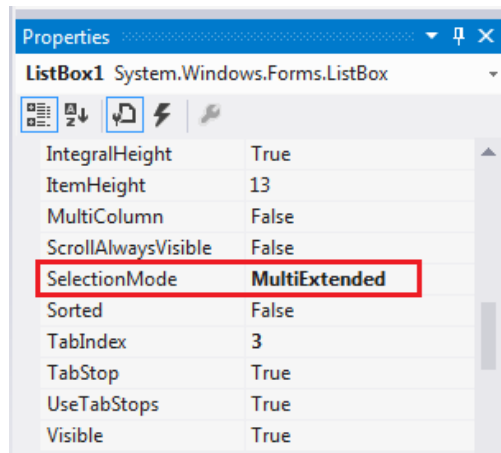 Properties
ListBox1 System.Windows.Forms.ListBox
IntegralHeight True
ItemHeight 13
MultiColumn False
ScrollAlwaysVisible False
SelectionMode MultiExtended
Sorted False
TabIndex 3
TabStop True
UseTabStops True
Visible True